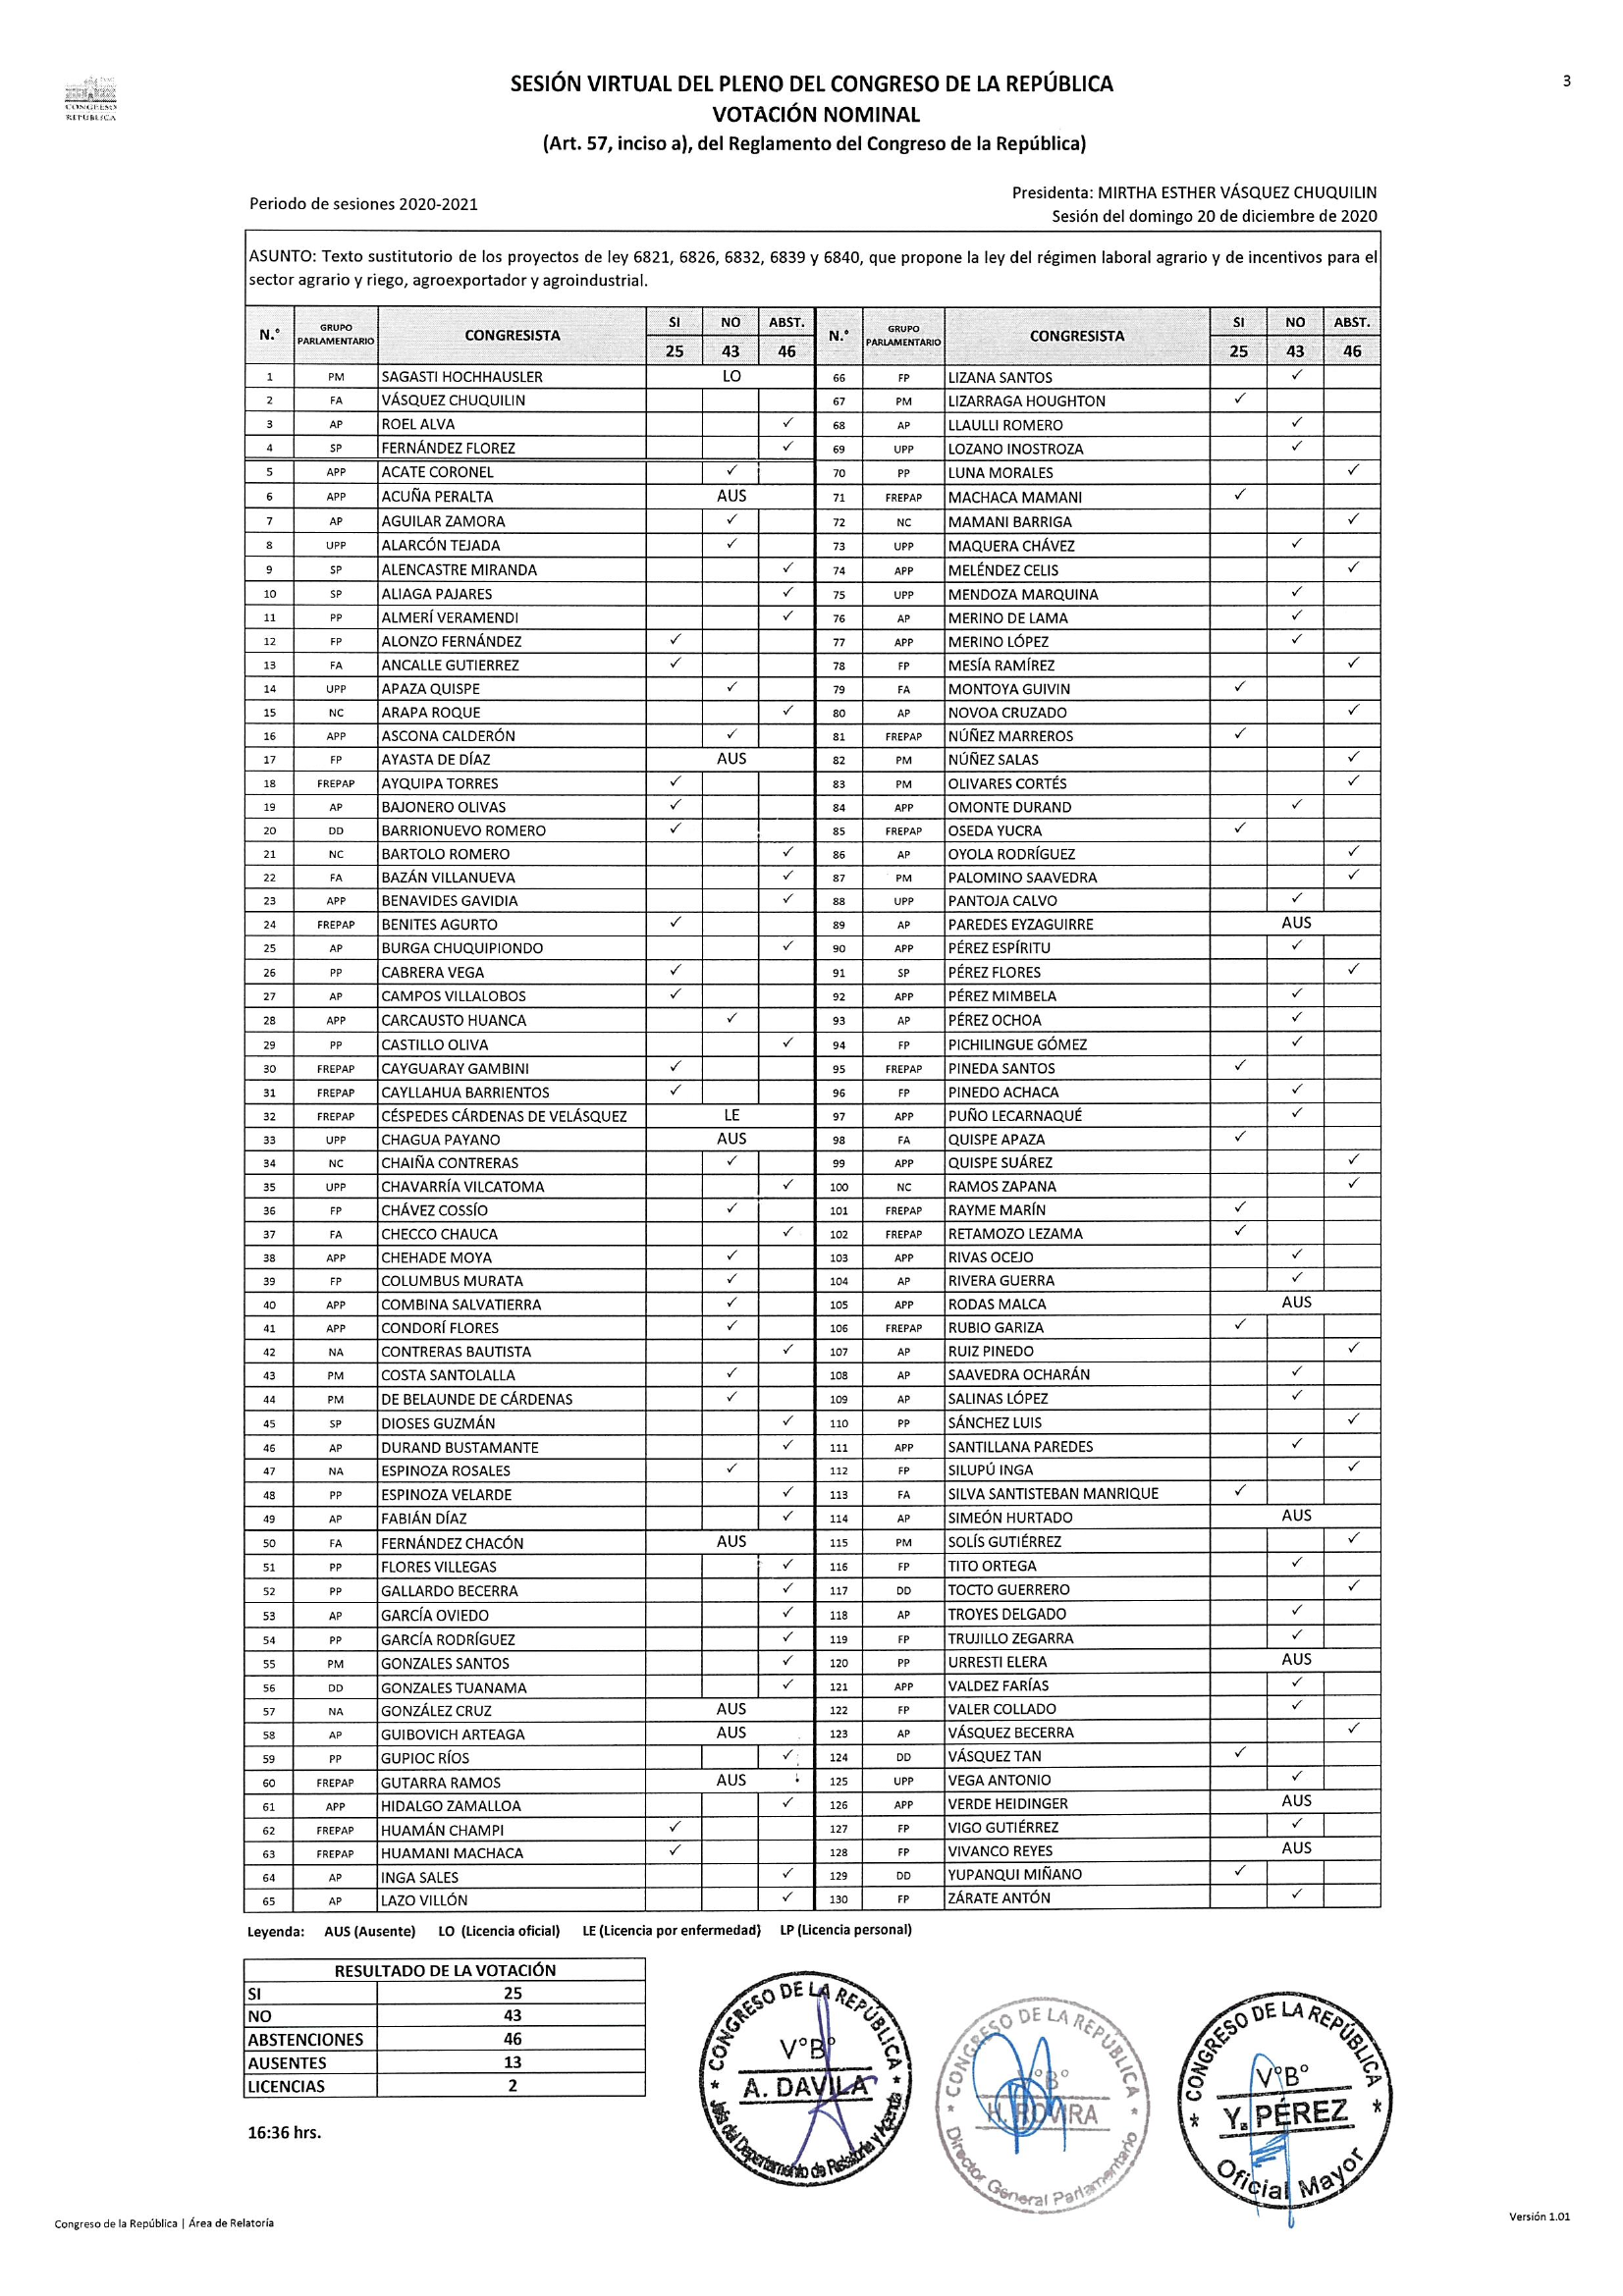 CONGRESO
REPÚBLICA
SESIÓN VIRTUAL DEL PLENO DEL CONGRESO DE LA REPÚBLICA
3
VOTACIÓN NOMINAL
(Art. 57, inciso a), del Reglamento del Congreso de la República)
Presidenta: MIRTHA ESTHER VÁSQUEZ CHUQUILIN
Periodo de sesiones 2020-2021
Sesión del domingo 20 de diciembre de 2020
ASUNTO: Texto sustitutorio de los proyectos de ley 6821, 6826, 6832, 6839 y 6840, que propone la ley del régimen laboral agrario y de incentivos para el
sector agrario y riego, agroexportador y agroindustrial.
N.° GRUPO PARLAMENTARIO CONGRESISTA SI NO ABST. N.° GRUPO PARLAMENTARIO CONGRESISTA SI NO ABST.
25 43 46 25 43 46
1 PM SAGASTI HOCHHAUSLER LO 66 FP LIZANA SANTOS ✓
2 FA VÁSQUEZ CHUQUILIN 67 PM LIZARRAGA HOUGHTON ✓
3 AP ROEL ALVA ✓ 68 AP LLAULLI ROMERO ✓
4 SP FERNÁNDEZ FLOREZ ✓ 69 UPP LOZANO INOSTROZA ✓
5 APP ACATE CORONEL ✓ 70 PP LUNA MORALES ✓
6 APP ACUÑA PERALTA AUS 71 FREPAP MACHACA MAMANI ✓
7 AP AGUILAR ZAMORA ✓ 72 NC MAMANI BARRIGA ✓
8 UPP ALARCÓN TEJADA ✓ 73 UPP MAQUERA CHÁVEZ ✓
9 SP ALENCASTRE MIRANDA ✓ 74 APP MELÉNDEZ CELIS ✓
10 SP ALIAGA PAJARES ✓ 75 UPP MENDOZA MARQUINA ✓
11 PP ALMERÍ VERAMENDI ✓ 76 AP MERINO DE LAMA ✓
12 FP ALONZO FERNÁNDEZ ✓ 77 APP MERINO LÓPEZ ✓
13 FA ANCALLE GUTIERREZ ✓ 78 FP MESÍA RAMÍREZ ✓
14 UPP APAZA QUISPE ✓ 79 FA MONTOYA GUIVIN ✓
15 NC ARAPA ROQUE ✓ 80 AP NOVOA CRUZADO ✓
16 APP ASCONA CALDERÓN ✓ 81 FREPAP NÚÑEZ MARREROS ✓
17 FP AYASTA DE DÍAZ AUS 82 PM NÚÑEZ SALAS ✓
18 FREPAP AYQUIPA TORRES ✓ 83 PM OLIVARES CORTÉS ✓
19 AP BAJONERO OLIVAS ✓ 84 APP OMONTE DURAND ✓
20 DD BARRIONUEVO ROMERO ✓ 85 FREPAP OSEDA YUCRA ✓
21 NC BARTOLO ROMERO ✓ 86 AP OYOLA RODRÍGUEZ ✓
22 FA BAZÁN VILLANUEVA ✓ 87 PM PALOMINO SAAVEDRA ✓
23 APP BENAVIDES GAVIDIA ✓ 88 UPP PANTOJA CALVO ✓
24 FREPAP BENITES AGURTO ✓ 89 AP PAREDES EYZAGUIRRE AUS
25 AP BURGA CHUQUIPIONDO ✓ 90 APP PÉREZ ESPÍRITU ✓
26 PP CABRERA VEGA ✓ 91 SP PÉREZ FLORES ✓
27 AP CAMPOS VILLALOBOS ✓ 92 APP PÉREZ MIMBELA ✓
28 APP CARCAUSTO HUANCA ✓ 93 AP PÉREZ OCHOA ✓
29 PP CASTILLO OLIVA ✓ 94 FP PICHILINGUE GÓMEZ ✓
30 FREPAP CAYGUARAY GAMBINI ✓ 95 FREPAP PINEDA SANTOS ✓
31 FREPAP CAYLLAHUA BARRIENTOS ✓ 96 FP PINEDO ACHACA ✓
32 FREPAP CÉSPEDES CÁRDENAS DE VELÁSQUEZ LE 97 APP PUÑO LECARNAQUÉ ✓
33 UPP CHAGUA PAYANO AUS 98 FA QUISPE APAZA ✓
34 NC CHAIÑA CONTRERAS ✓ 99 APP QUISPE SUÁREZ ✓
35 UPP CHAVARRÍA VILCATOMA ✓ 100 NC RAMOS ZAPANA ✓
36 FP CHÁVEZ COSSÍO ✓ 101 FREPAP RAYME MARÍN ✓
37 FA CHECCO CHAUCA ✓ 102 FREPAP RETAMOZO LEZAMA ✓
38 APP CHEHADE MOYA ✓ 103 APP RIVAS OCEJO ✓
39 FP COLUMBUS MURATA ✓ 104 AP RIVERA GUERRA ✓
40 APP COMBINA SALVATIERRA ✓ 105 APP RODAS MALCA AUS
41 APP CONDORÍ FLORES ✓ 106 FREPAP RUBIO GARIZA ✓
42 NA CONTRERAS BAUTISTA ✓ 107 AP RUIZ PINEDO ✓
43 PM COSTA SANTOLALLA ✓ 108 AP SAAVEDRA OCHARÁN ✓
44 PM DE BELAUNDE DE CÁRDENAS ✓ 109 AP SALINAS LÓPEZ ✓
45 SP DIOSES GUZMÁN ✓ 110 PP SÁNCHEZ LUIS ✓
46 AP DURAND BUSTAMANTE ✓ 111 APP SANTILLANA PAREDES ✓
47 NA ESPINOZA ROSALES ✓ 112 FP SILUPÚ INGA ✓
48 PP ESPINOZA VELARDE ✓ 113 FA SILVA SANTISTEBAN MANRIQUE ✓
49 AP FABIÁN DÍAZ ✓ 114 AP SIMEÓN HURTADO AUS
50 FA FERNÁNDEZ CHACÓN AUS 115 PM SOLÍS GUTIÉRREZ ✓
51 PP FLORES VILLEGAS ✓ 116 FP TITO ORTEGA ✓
52 PP GALLARDO BECERRA ✓ 117 DD TOCTO GUERRERO ✓
53 AP GARCÍA OVIEDO ✓ 118 AP TROYES DELGADO ✓
54 PP GARCÍA RODRÍGUEZ ✓ 119 FP TRUJILLO ZEGARRA ✓
55 PM GONZALES SANTOS ✓ 120 PP URRESTI ELERA AUS
56 DD GONZALES TUANAMA ✓ 121 APP VALDEZ FARÍAS ✓
57 NA GONZÁLEZ CRUZ AUS 122 FP VALER COLLADO ✓
58 AP GUIBOVICH ARTEAGA AUS 123 AP VÁSQUEZ BECERRA ✓
59 PP GUPIOC RÍOS ✓ 124 DD VÁSQUEZ TAN ✓
60 FREPAP GUTARRA RAMOS AUS 125 UPP VEGA ANTONIO ✓
61 APP HIDALGO ZAMALLOA ✓ 126 APP VERDE HEIDINGER AUS
62 FREPAP HUAMÁN CHAMPI ✓ 127 FP VIGO GUTIÉRREZ ✓
63 FREPAP HUAMANI MACHACA ✓ 128 FP VIVANCO REYES AUS
64 AP INGA SALES ✓ 129 DD YUPANQUI MIÑANO ✓
65 AP LAZO VILLÓN ✓ 130 FP ZÁRATE ANTÓN ✓
Leyenda: AUS (Ausente) LO (Licencia oficial) LE (Licencia por enfermedad) LP (Licencia personal)
RESULTADO DE LA VOTACIÓN
SI 25
NO 43
ABSTENCIONES 46
AUSENTES 13
LICENCIAS 2
16:36 hrs.
* CONGRESO DE LA REPÚBLICA *
V°B°
A. DAVILA
Jefa del Departamento de Relatoría y Agenda
* CONGRESO DE LA REPÚBLICA *
V°B°
H. ROVIRA
Director General Parlamentario
* CONGRESO DE LA REPÚBLICA *
V°B°
Y. PÉREZ
Oficial Mayor
Congreso de la República | Área de Relatoría
Versión 1.01